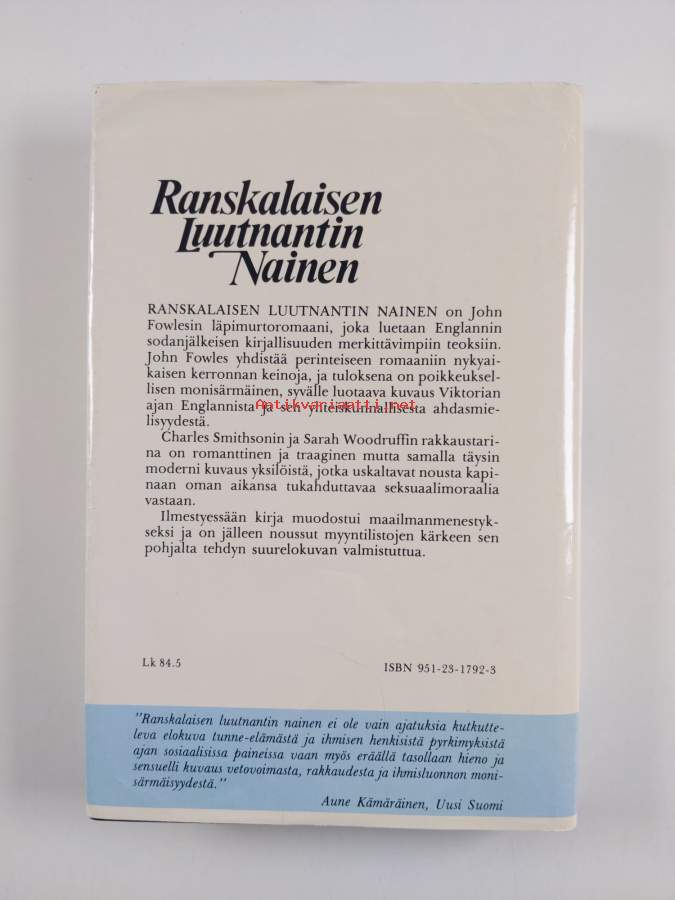 Ranskalaisen
Luutnantin
Nainen
RANSKALAISEN LUUTNANTIN NAINEN on John
Fowlesin läpimurtoromaani, joka luetaan Englannin
sodanjälkeisen kirjallisuuden merkittävimpiin teoksiin.
John Fowles yhdistää perinteiseen romaaniin nykyai-
kaisen kerronnan keinoja, ja tuloksena on poikkeuksel-
lisen monisärmäinen, syvälle luotaava kuvaus Viktorian
ajan Englannista ja sen yhteiskunnallisesta ahdasmie-
Antikvariaatti.net
lisyydestä.
Charles Smithsonin ja Sarah Woodruffin rakkaustari-
na on romanttinen ja traaginen mutta samalla täysin
moderni kuvaus yksilöistä, jotka uskaltavat nousta kapi-
naan oman aikansa tukahduttavaa seksuaalimoraalia
vastaan.
Ilmestyessään kirja muodostui maailmanmenestyk-
seksi ja on jälleen noussut myyntilistojen kärkeen sen
pohjalta tehdyn suurelokuvan valmistuttua.
Lk 84.5 ISBN 951-23-1792-3
"Ranskalaisen luutnantin nainen ei ole vain ajatuksia kutkutte-
leva elokuva tunne-elämästä ja ihmisen henkisistä pyrkimyksistä
ajan sosiaalisissa paineissa vaan myös eräällä tasollaan hieno ja
sensuelli kuvaus vetovoimasta, rakkaudesta ja ihmisluonnon moni-
särmäisyydestä."
Aune Kämäräinen, Uusi Suomi